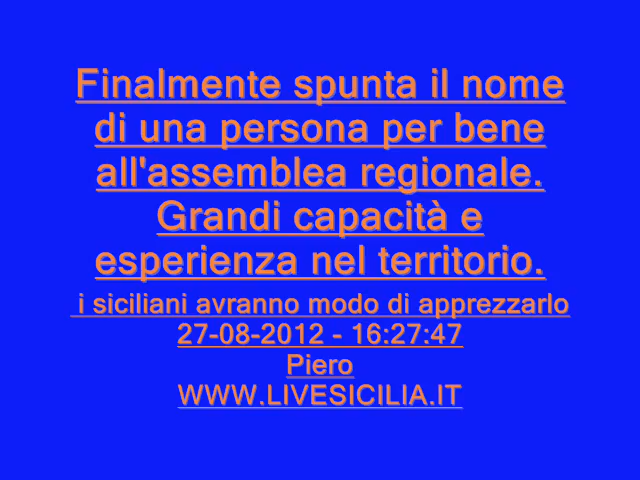 Finalmente spunta il nome
di una persona per bene
all'assemblea regionale.
Grandi capacità e
esperienza nel territorio.
i siciliani avranno modo di apprezzarlo
27-08-2012 - 16:27:47
Piero
WWW.LIVESICILIA.IT